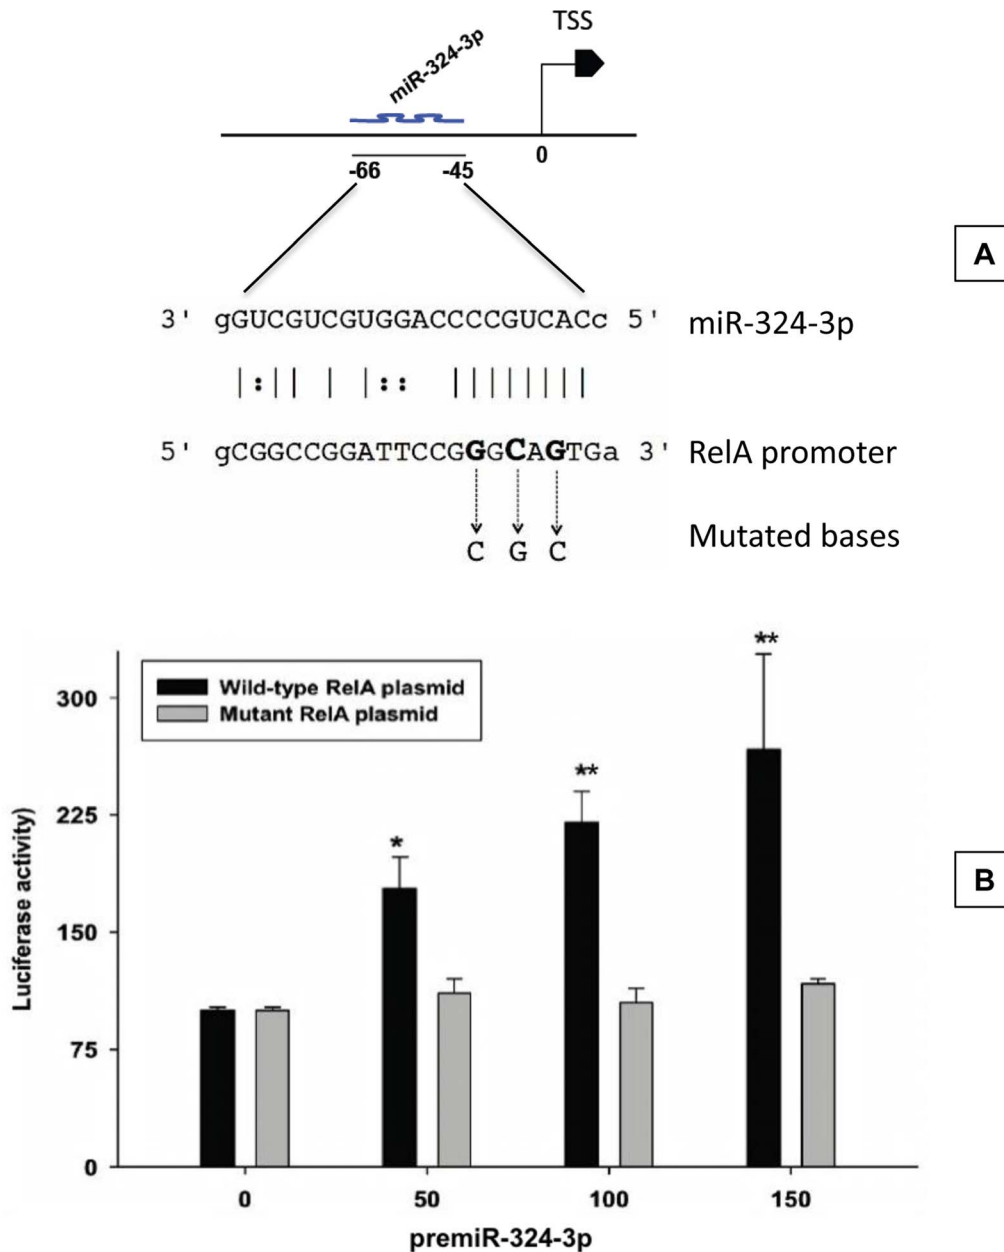 TSS
miR-324-3p
0
-66 -45
A
3' gGUCGUCGUGGACCCCGUCACc 5' miR-324-3p
|:|| | |:: ||||||||
5' gCGGCCGGATTCCGGGCAGTGa 3' RelA promoter
C G C Mutated bases
** 
Wild-type RelA plasmid
Mutant RelA plasmid
300
**
225
*
Luciferase activity)
B
150
75
0
0 50 100 150
premiR-324-3p